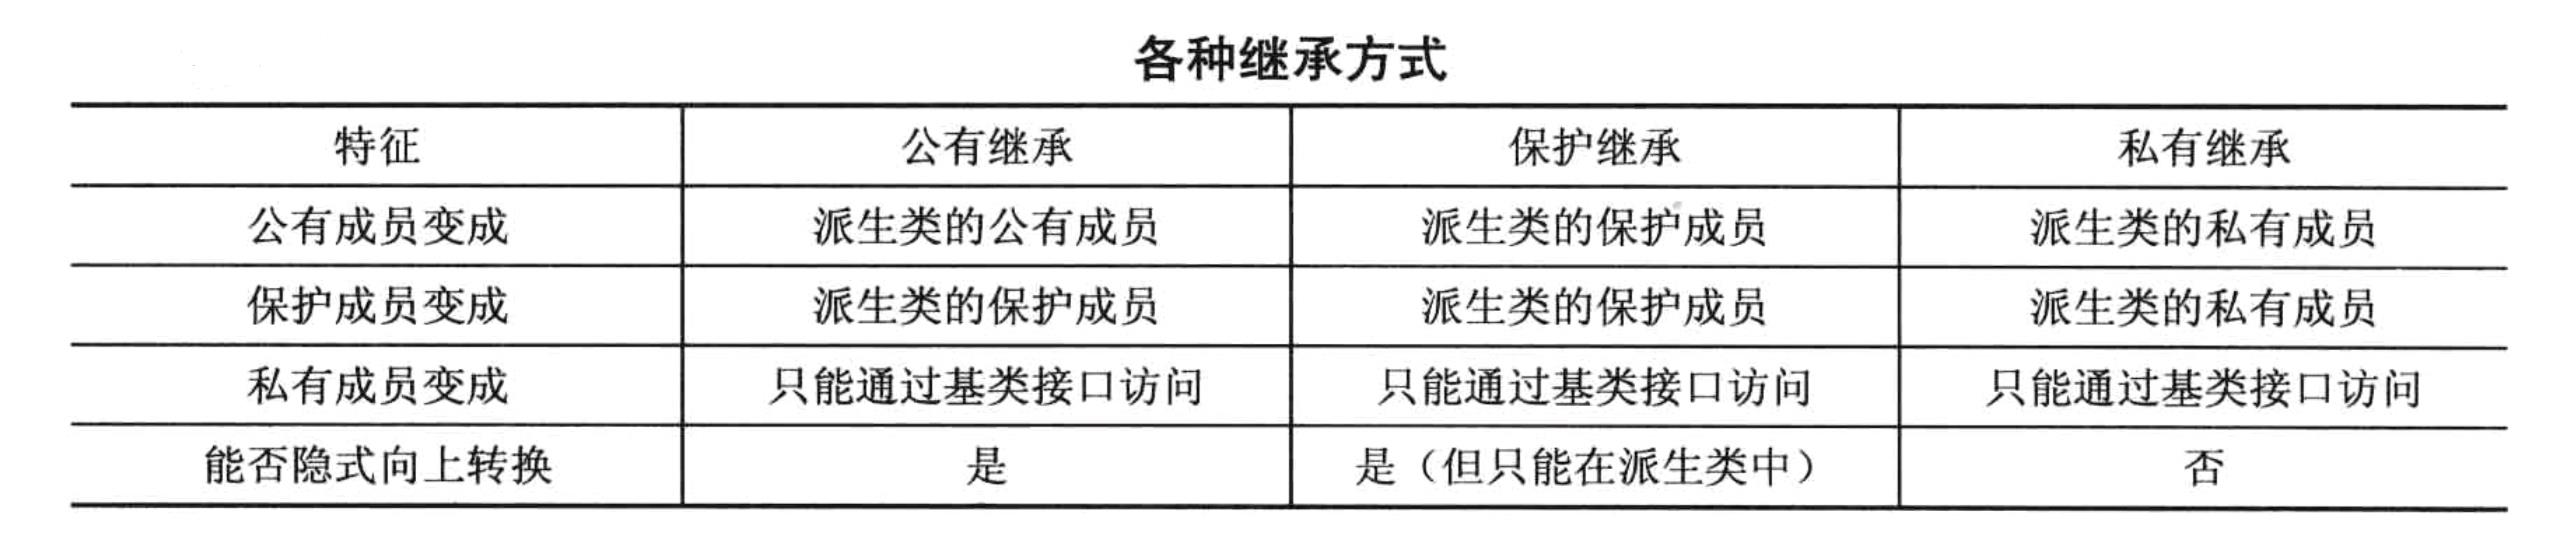 各种继承方式
特征 公有继承 保护继承 私有继承
公有成员变成 派生类的公有成员 派生类的保护成员 派生类的私有成员
保护成员变成 派生类的保护成员 派生类的保护成员 派生类的私有成员
私有成员变成 只能通过基类接口访问 只能通过基类接口访问 只能通过基类接口访问
能否隐式向上转换 是 是（但只能在派生类中） 否